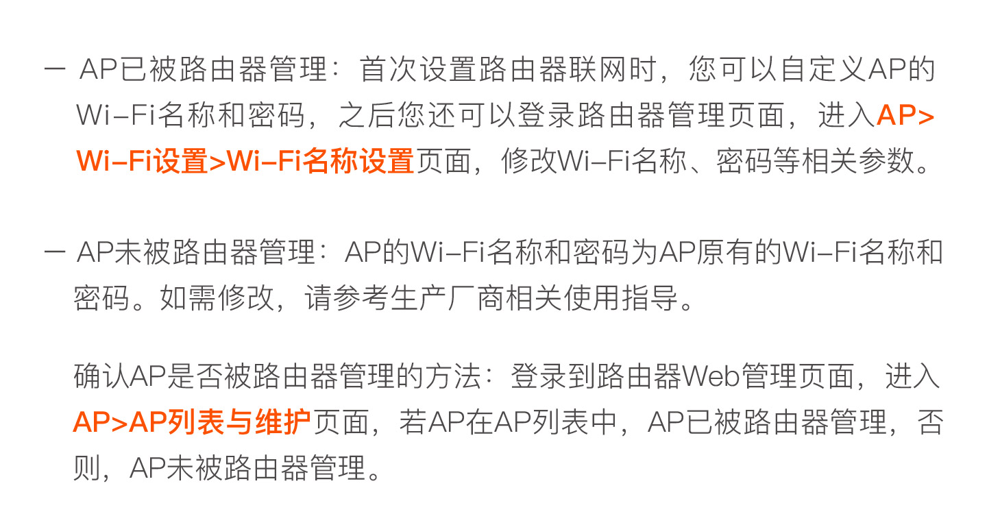 — AP已被路由器管理：首次设置路由器联网时，您可以自定义AP的
Wi-Fi名称和密码，之后您还可以登录路由器管理页面，进入AP>
Wi-Fi设置>Wi-Fi名称设置页面，修改Wi-Fi名称、密码等相关参数。
— AP未被路由器管理：AP的Wi-Fi名称和密码为AP原有的Wi-Fi名称和
密码。如需修改，请参考生产厂商相关使用指导。
确认AP是否被路由器管理的方法：登录到路由器Web管理页面，进入
AP>AP列表与维护页面，若AP在AP列表中，AP已被路由器管理，否
则，AP未被路由器管理。